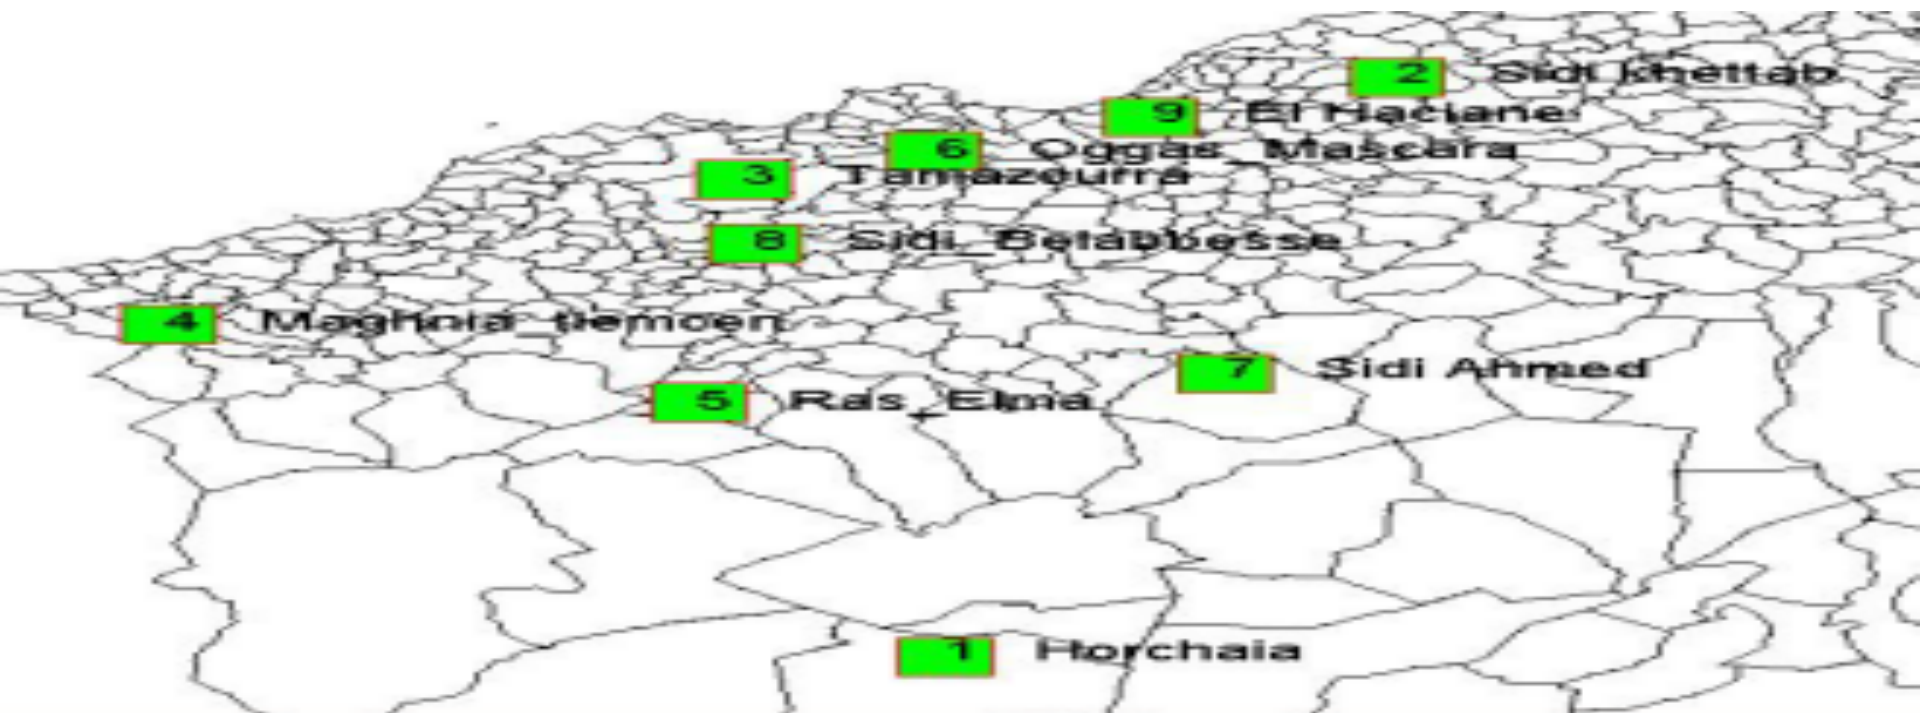 2 Sidi khettab
9 El Haciane
6 Oggas_Mascara
3 Tamazourra
8 Sidi_Belabbesse
4 Maghnia_tlemcen
7 Sidi Ahmed
5 Ras_Elma
1 Horchaia